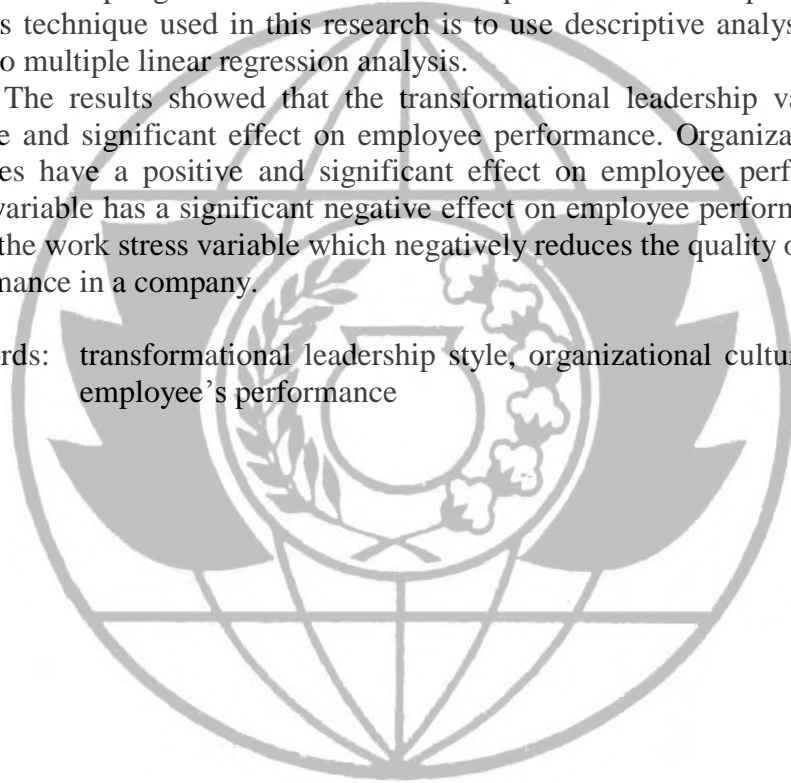 s technique used in this research is to use descriptive analys
o multiple linear regression analysis.
The results showed that the transformational leadership va
e and significant effect on employee performance. Organiza
es have a positive and significant effect on employee perf
variable has a significant negative effect on employee perform
the work stress variable which negatively reduces the quality o
mance in a company.
rds: transformational leadership style, organizational cultur
employee’s performance